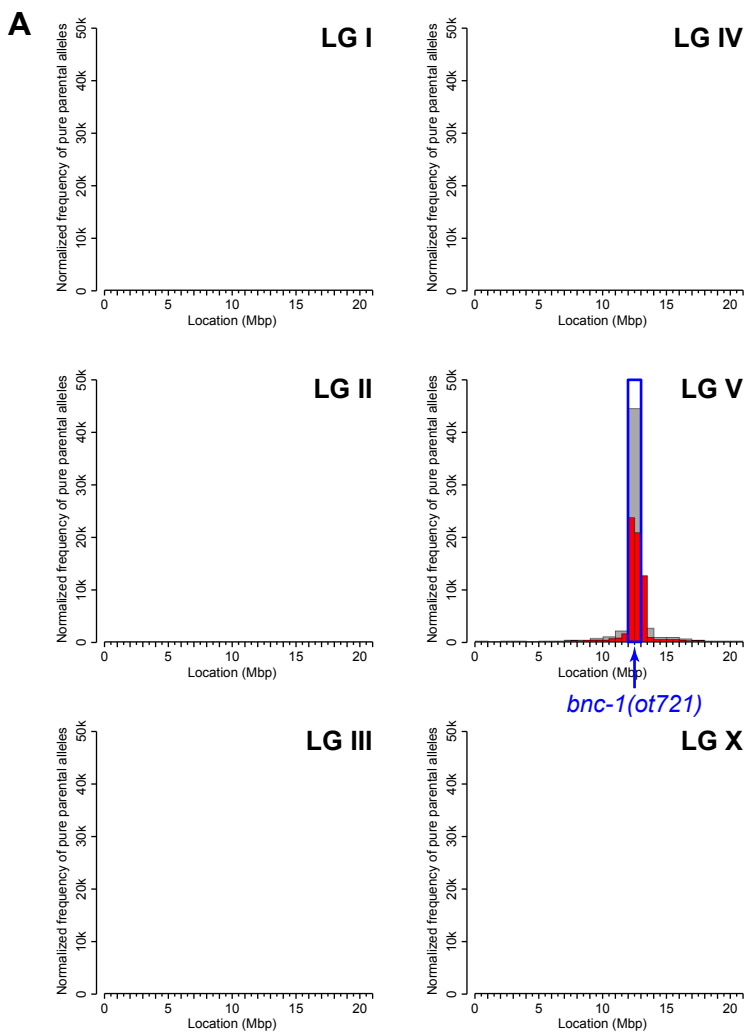 A
LG I
Normalized frequency of pure parental alleles
50k
40k
30k
20k
10k
0
0 5 10 15 20
Location (Mbp)
LG IV
Normalized frequency of pure parental alleles
50k
40k
30k
20k
10k
0
0 5 10 15 20
Location (Mbp)
LG II
Normalized frequency of pure parental alleles
50k
40k
30k
20k
10k
0
0 5 10 15 20
Location (Mbp)
LG V
Normalized frequency of pure parental alleles
50k
40k
30k
20k
10k
0
0 5 10 15 20
Location (Mbp)
bnc-1(ot721)
LG III
Normalized frequency of pure parental alleles
50k
40k
30k
20k
10k
0
0 5 10 15 20
Location (Mbp)
LG X
Normalized frequency of pure parental alleles
50k
40k
30k
20k
10k
0
0 5 10 15 20
Location (Mbp)